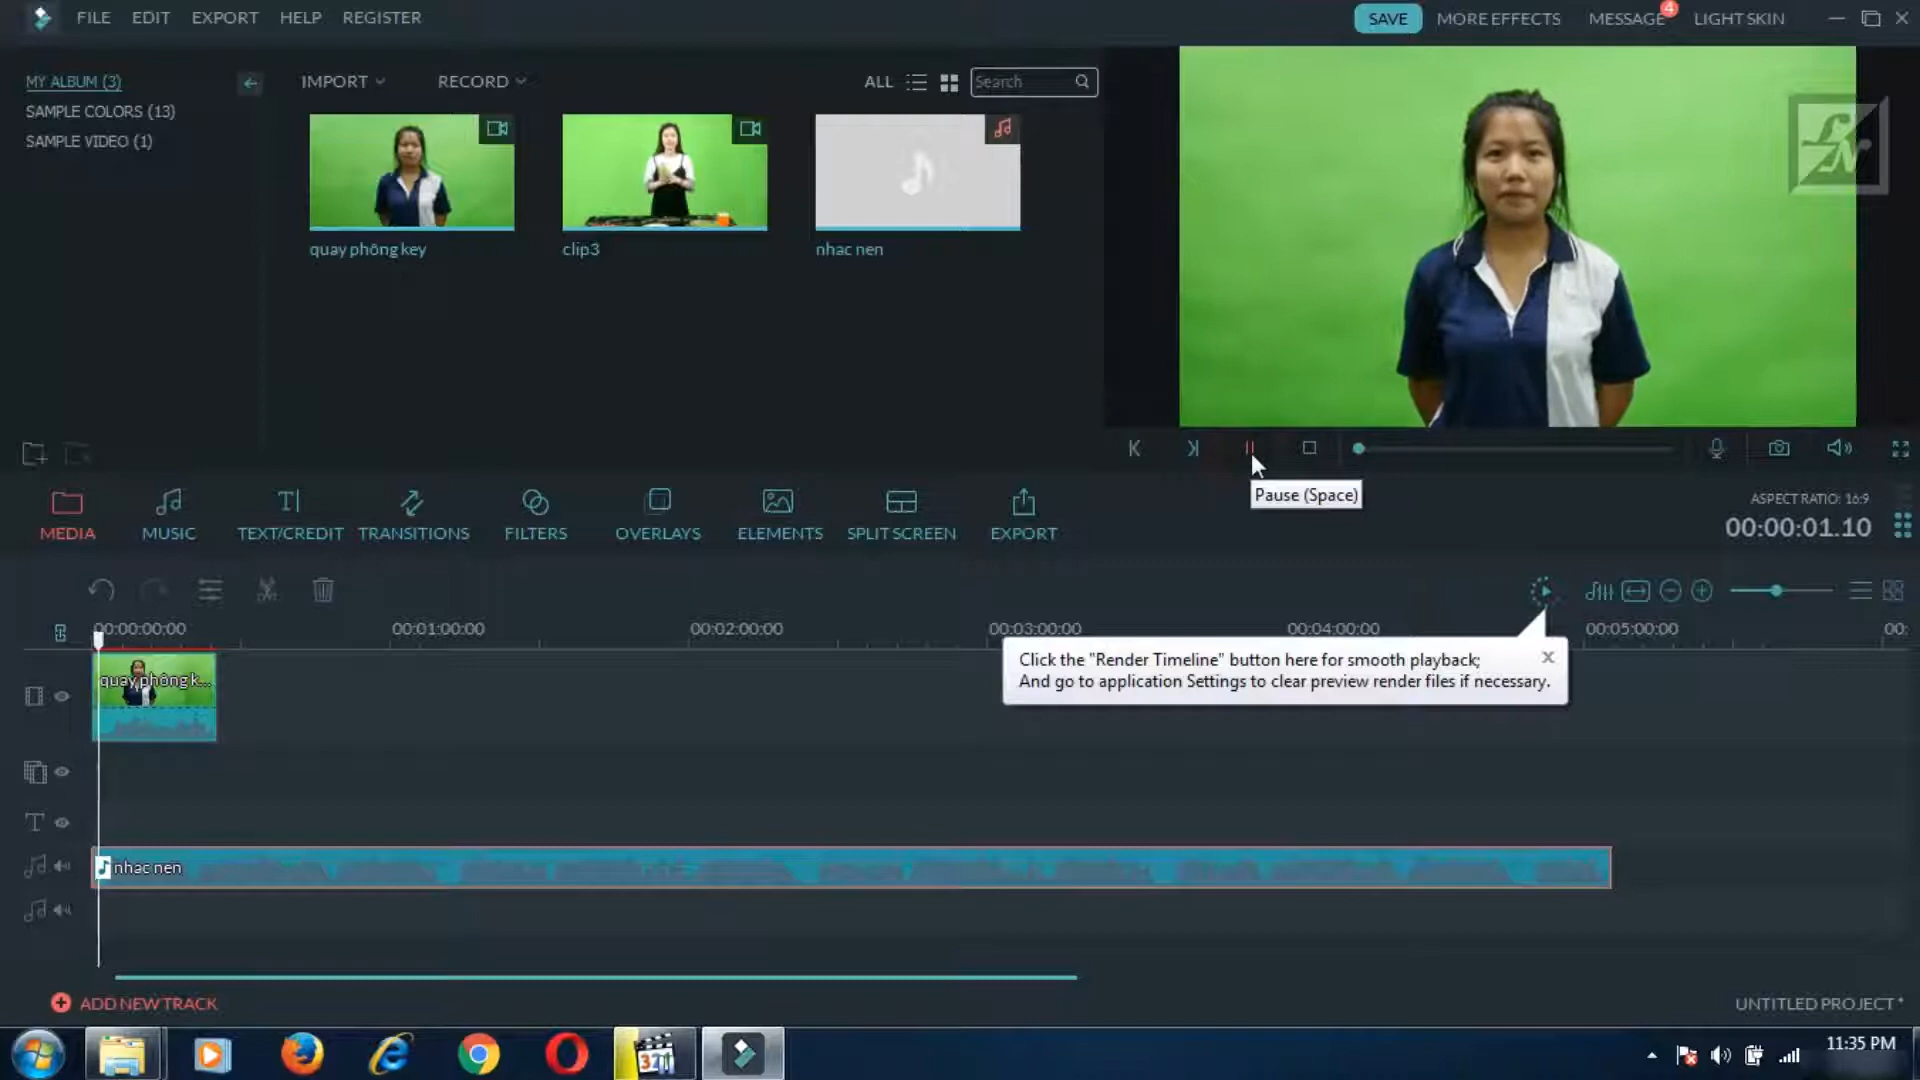 FILE EDIT EXPORT HELP REGISTER
SAVE MORE EFFECTS MESSAGE 4 LIGHT SKIN
MY ALBUM (3)
SAMPLE COLORS (13)
SAMPLE VIDEO (1)
IMPORT RECORD ALL Search
quay phông key clip3 nhac nen
Pause (Space)
MEDIA MUSIC TEXT/CREDIT TRANSITIONS FILTERS OVERLAYS ELEMENTS SPLIT SCREEN EXPORT
ASPECT RATIO: 16:9
00:00:01.10
00:00:00:00 00:01:00:00 00:02:00:00 00:03:00:00 00:04:00:00 00:05:00:00 00:
Click the "Render Timeline" button here for smooth playback;
And go to application Settings to clear preview render files if necessary.
quay phông k...
nhac nen
ADD NEW TRACK
UNTITLED PROJECT *
321
11:35 PM